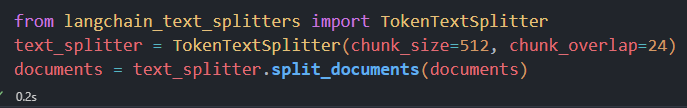 from langchain_text_splitters import TokenTextSplitter
text_splitter = TokenTextSplitter(chunk_size=512, chunk_overlap=24)
documents = text_splitter.split_documents(documents)
0.2s